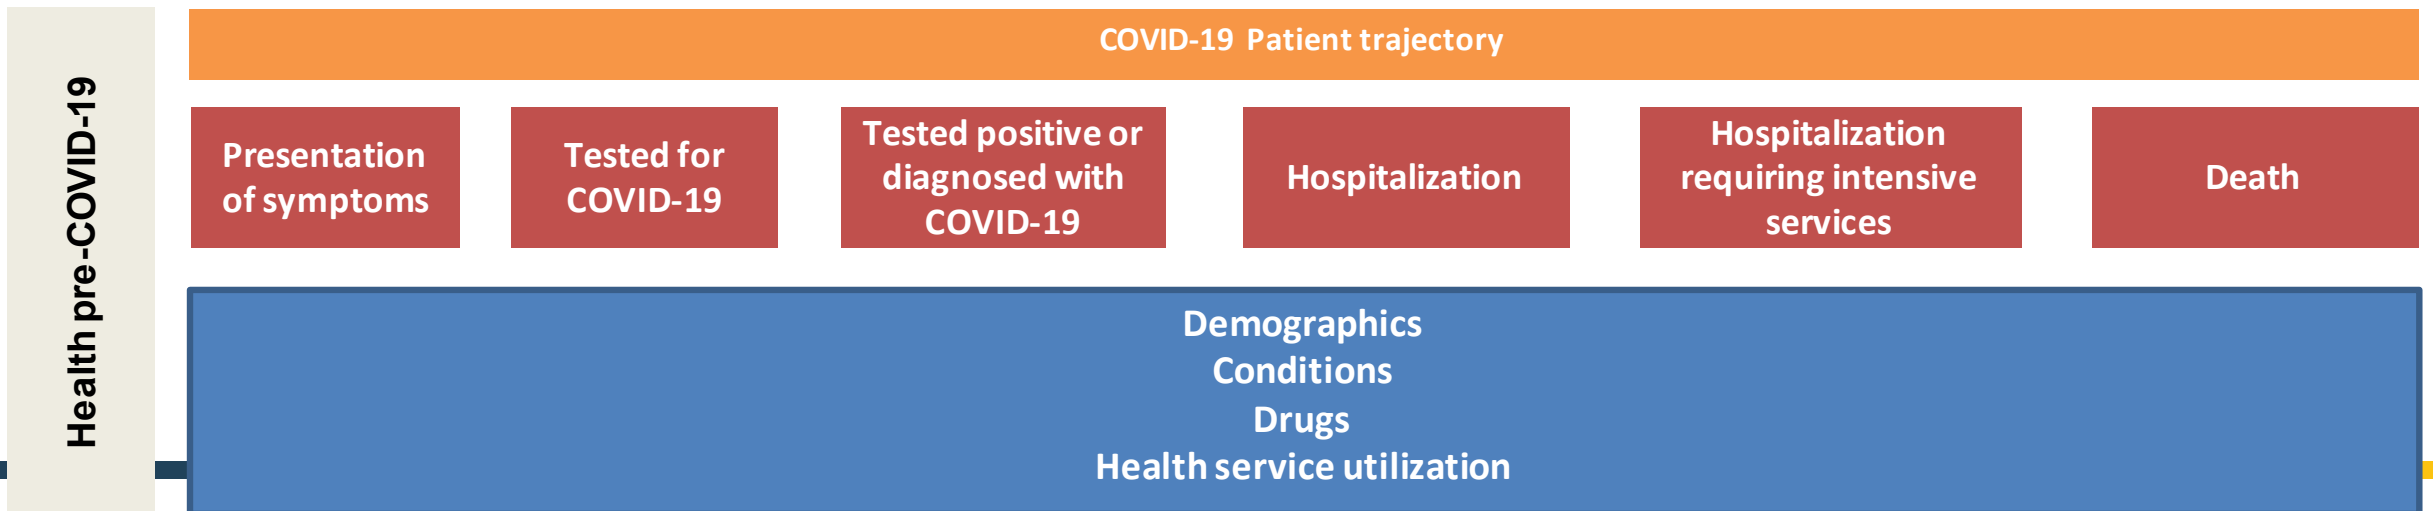 Health pre-COVID-19
COVID-19 Patient trajectory
Presentation
of symptoms
Tested for
COVID-19
Tested positive or
diagnosed with
COVID-19
Hospitalization
Hospitalization
requiring intensive
services
Death
Demographics
Conditions
Drugs
Health service utilization